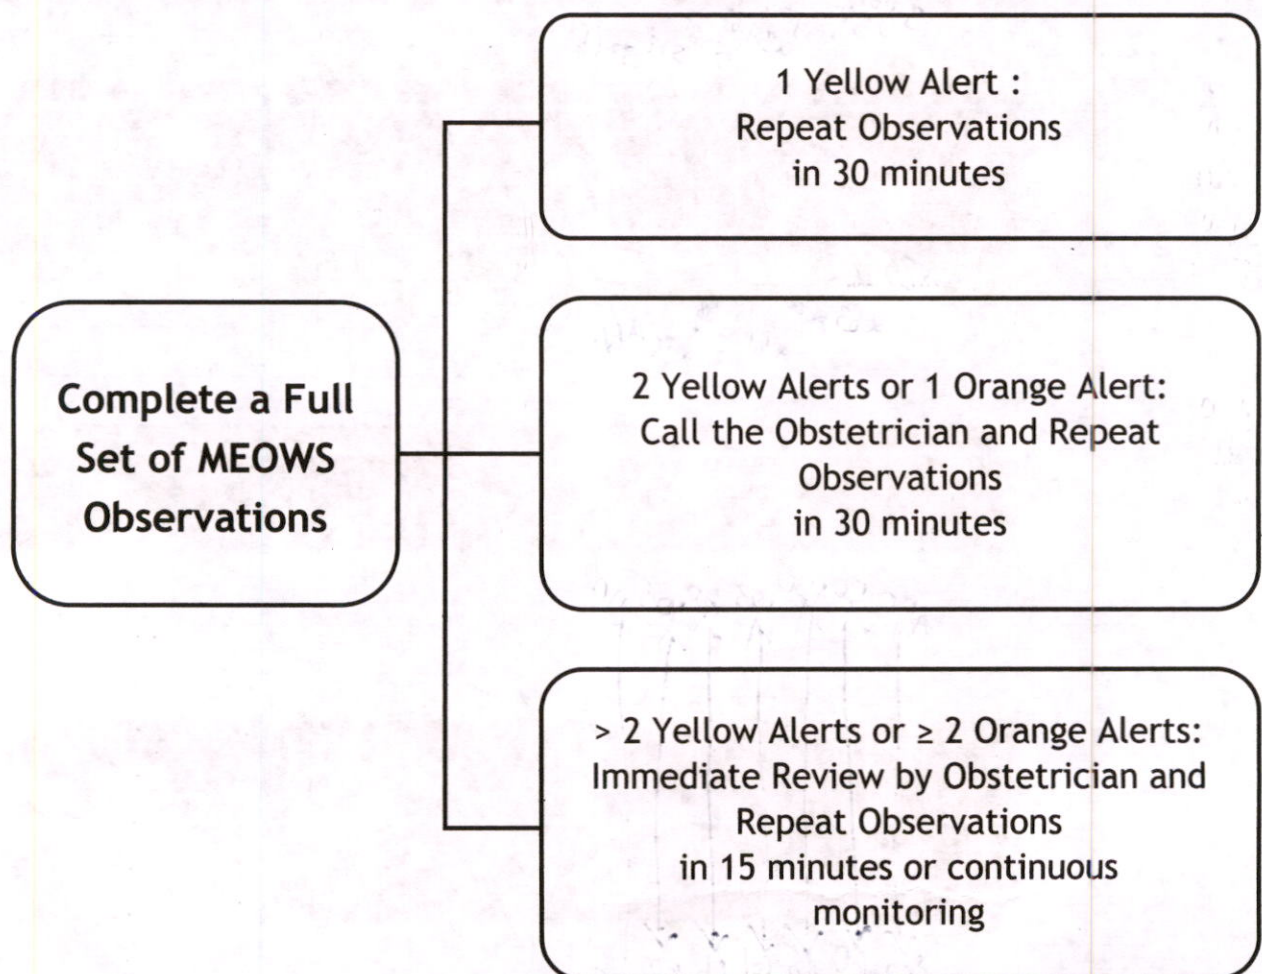 Complete a Full
Set of MEOWS
Observations
1 Yellow Alert :
Repeat Observations
in 30 minutes
2 Yellow Alerts or 1 Orange Alert:
Call the Obstetrician and Repeat
Observations
in 30 minutes
> 2 Yellow Alerts or ≥ 2 Orange Alerts:
Immediate Review by Obstetrician and
Repeat Observations
in 15 minutes or continuous
monitoring